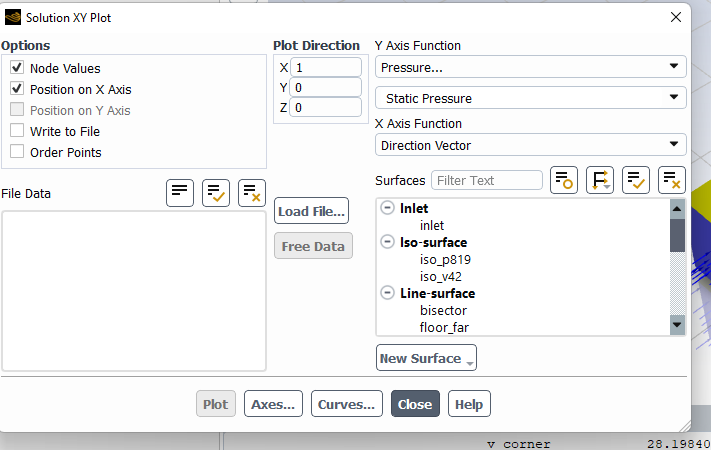 Solution XY Plot
Options
Node Values
Position on X Axis
Position on Y Axis
Write to File
Order Points
Plot Direction
X 1
Y 0
Z 0
Y Axis Function
Pressure...
Static Pressure
X Axis Function
Direction Vector
File Data
Load File...
Free Data
Surfaces Filter Text
Inlet
inlet
Iso-surface
iso_p819
iso_v42
Line-surface
bisector
floor_far
New Surface
Plot Axes... Curves... Close Help
v corner 28.19840